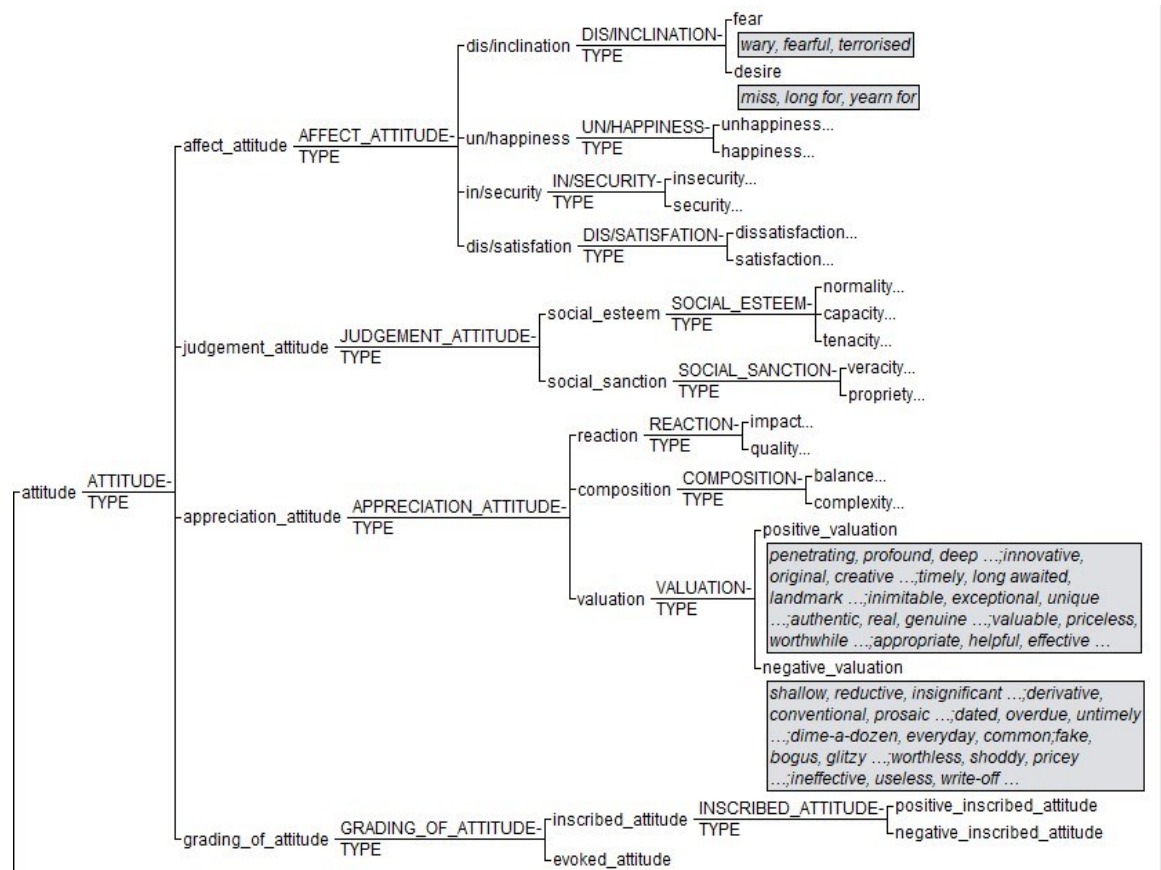 fear
dis/inclination DIS/INCLINATION-
TYPE
wary, fearful, terrorised
desire
miss, long for, yearn for
affect_attitude AFFECT_ATTITUDE-
TYPE
un/happiness UN/HAPPINESS-
TYPE
unhappiness...
happiness...
in/security IN/SECURITY-
TYPE
insecurity...
security...
dis/satisfation DIS/SATISFATION-
TYPE
dissatisfaction...
satisfaction...
judgement_attitude JUDGEMENT_ATTITUDE-
TYPE
social_esteem SOCIAL_ESTEEM-
TYPE
normality...
capacity...
tenacity...
social_sanction SOCIAL_SANCTION-
TYPE
veracity...
propriety...
attitude ATTITUDE-
TYPE
appreciation_attitude APPRECIATION_ATTITUDE-
TYPE
reaction REACTION-
TYPE
impact...
quality...
composition COMPOSITION-
TYPE
balance...
complexity...
valuation VALUATION-
TYPE
positive_valuation
penetrating, profound, deep …;innovative,
original, creative …;timely, long awaited,
landmark …;inimitable, exceptional, unique
…;authentic, real, genuine …;valuable, priceless,
worthwhile …;appropriate, helpful, effective …
negative_valuation
shallow, reductive, insignificant …;derivative,
conventional, prosaic …;dated, overdue, untimely
…;dime-a-dozen, everyday, common;fake,
bogus, glitzy …;worthless, shoddy, pricey
…;ineffective, useless, write-off …
grading_of_attitude GRADING_OF_ATTITUDE-
TYPE
inscribed_attitude INSCRIBED_ATTITUDE-
TYPE
positive_inscribed_attitude
negative_inscribed_attitude
evoked_attitude